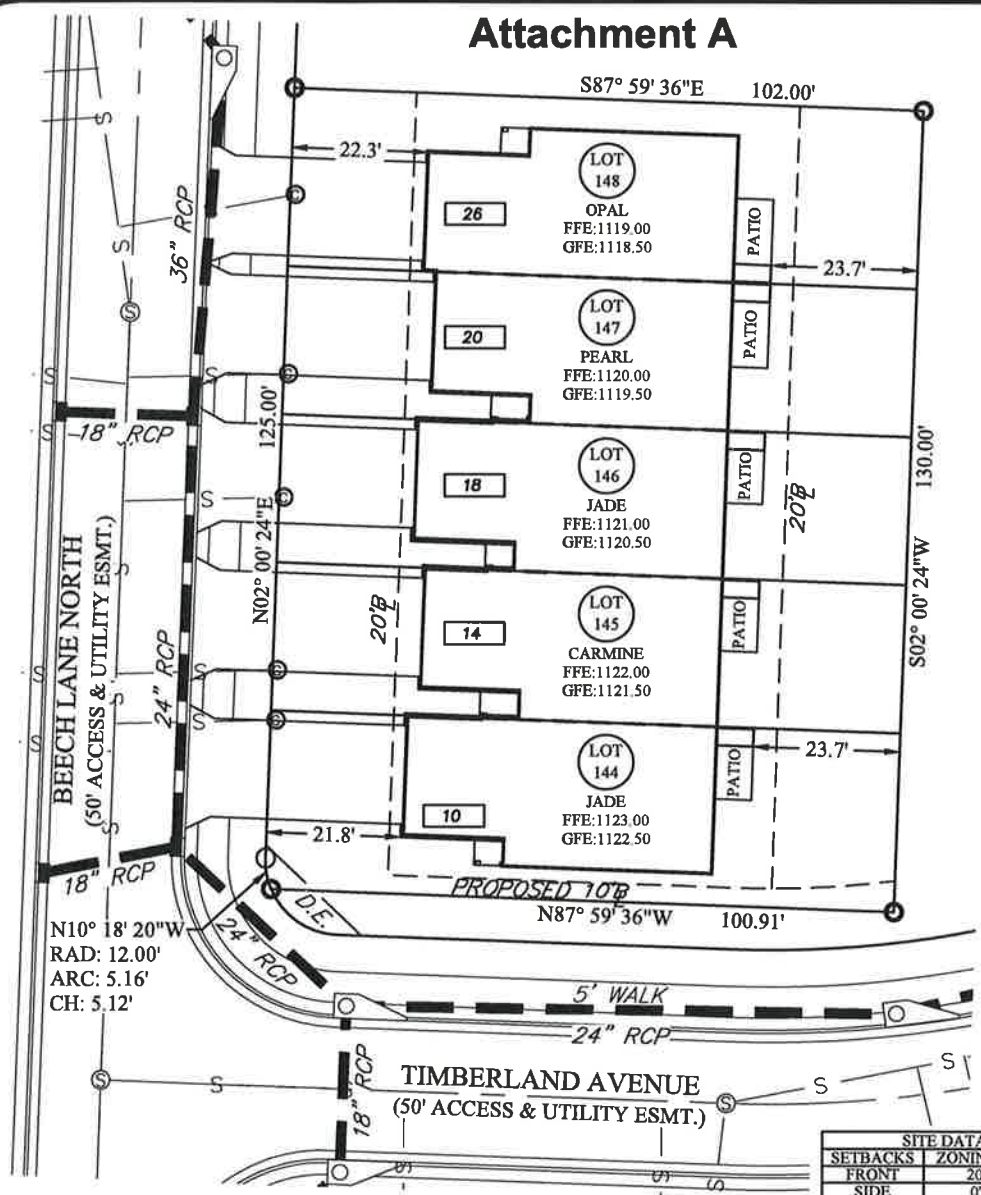 Attachment A
S87° 59' 36"E 102.00'
22.3'
LOT
148
OPAL
FFE:1119.00
GFE:1118.50
26
PATIO
23.7'
36" RCP
LOT
147
PEARL
FFE:1120.00
GFE:1119.50
20
PATIO
18" RCP
125.00'
N02° 00' 24"E
LOT
146
JADE
FFE:1121.00
GFE:1120.50
18
PATIO
130.00'
S02° 00' 24"W
20'BL
20'BL
BEECH LANE NORTH
(50' ACCESS & UTILITY ESMT.)
24" RCP
LOT
145
CARMINE
FFE:1122.00
GFE:1121.50
14
PATIO
LOT
144
JADE
FFE:1123.00
GFE:1122.50
10
PATIO
23.7'
21.8'
18" RCP
PROPOSED 10'BL
N87° 59' 36"W 100.91'
D.E.
24" RCP
N10° 18' 20"W
RAD: 12.00'
ARC: 5.16'
CH: 5.12'
5' WALK
24" RCP
18" RCP
TIMBERLAND AVENUE
(50' ACCESS & UTILITY ESMT.)
SITE DATA
SETBACKS
FRONT 20
SIDE 0'